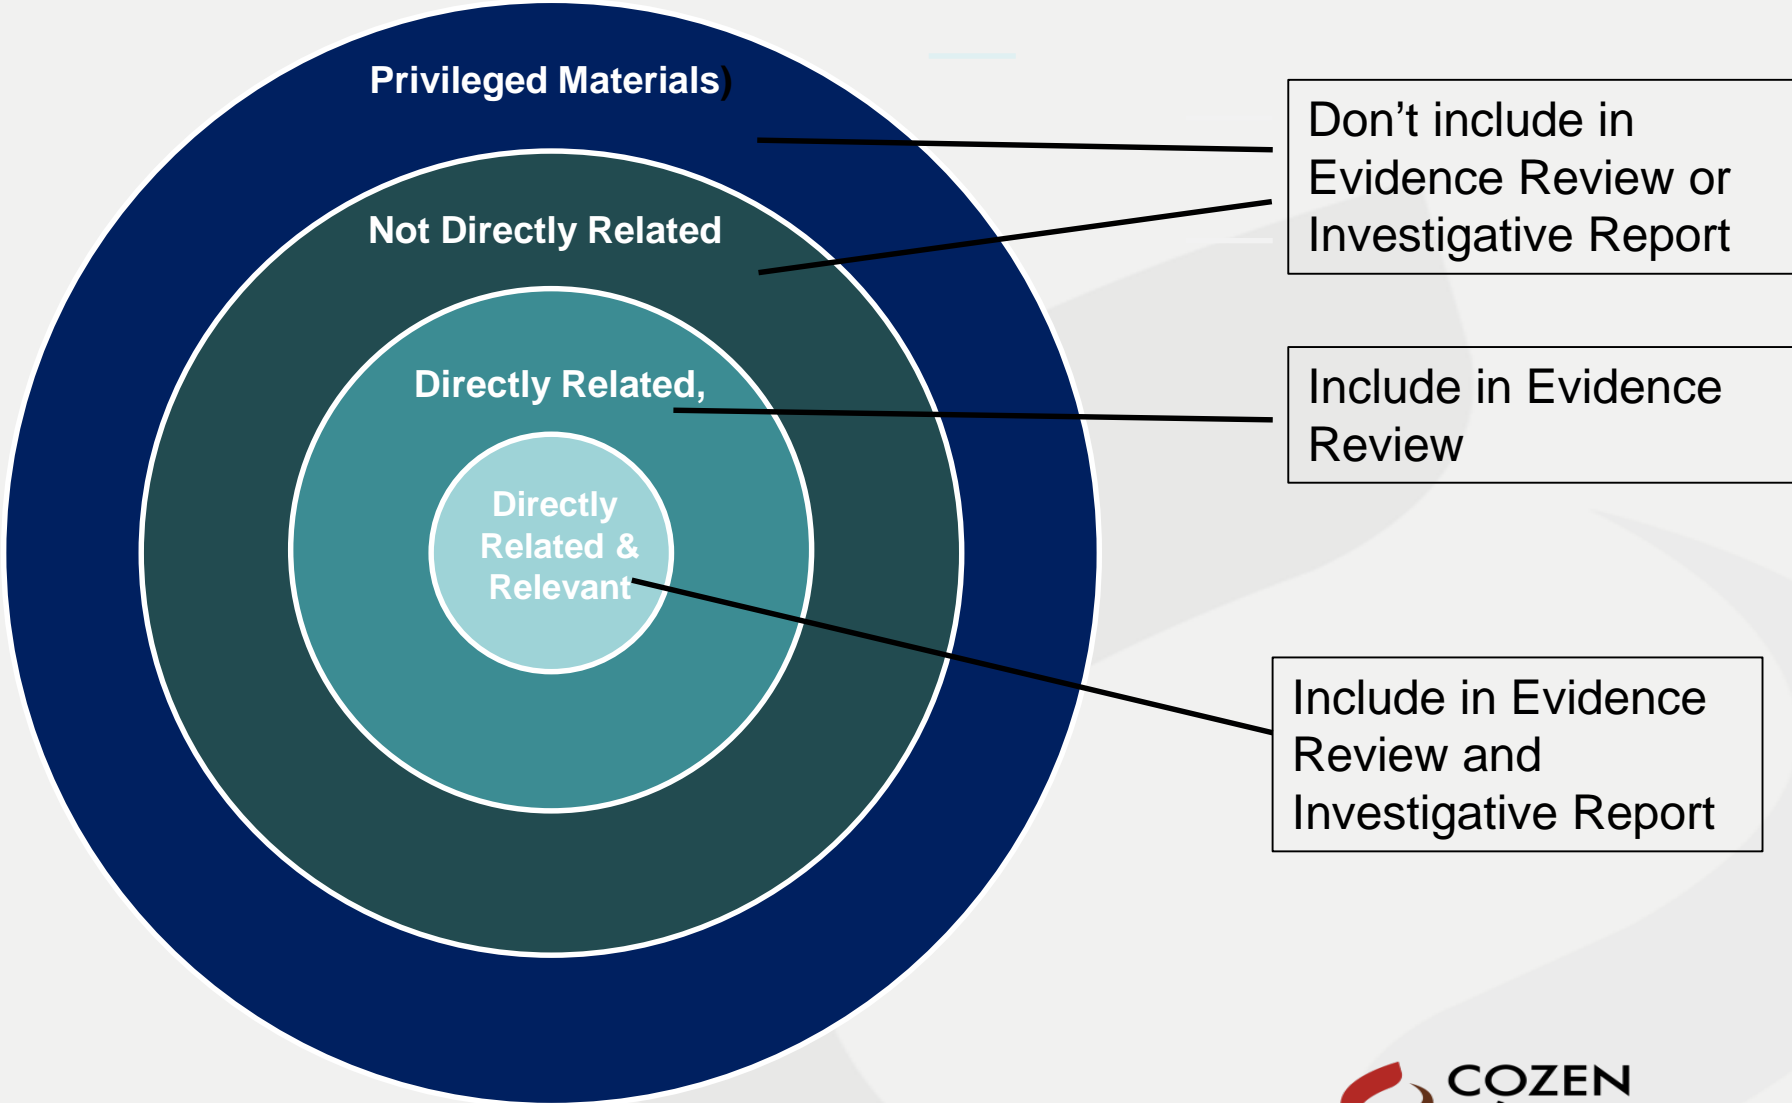 Privileged Materials)
Not Directly Related
Directly Related,
Directly
Related &
Relevant
Don’t include in
Evidence Review or
Investigative Report
Include in Evidence
Review
Include in Evidence
Review and
Investigative Report
COZEN